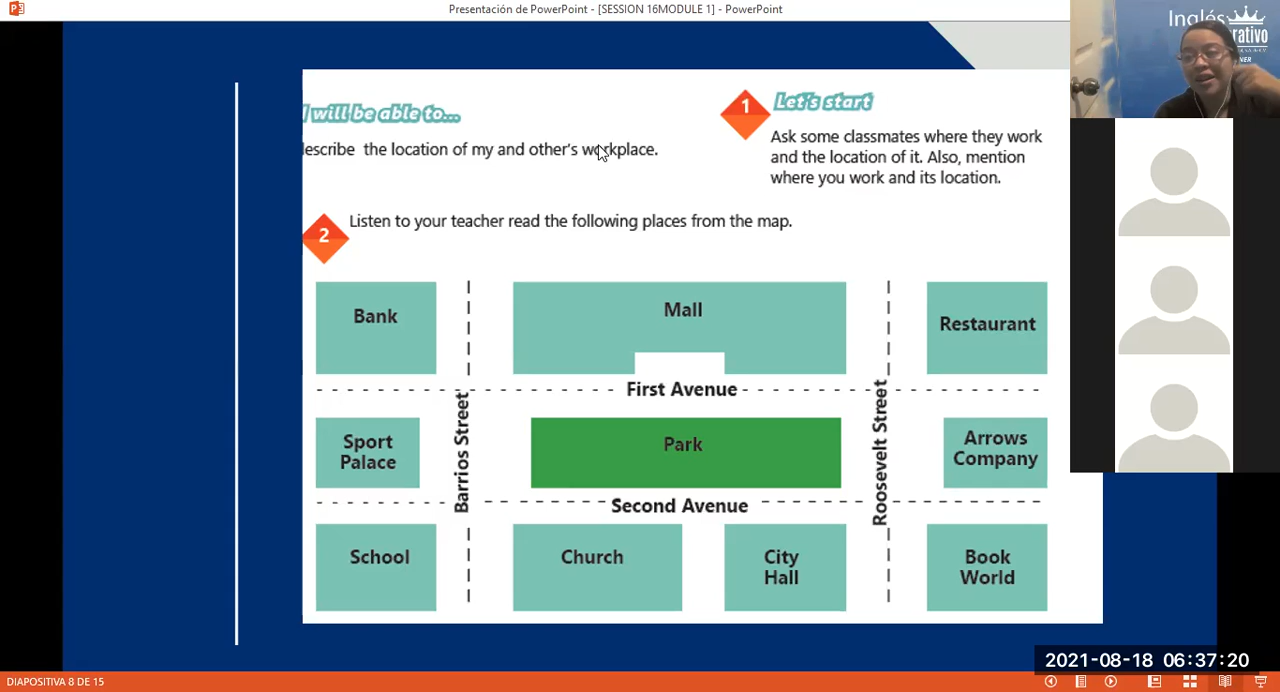 Presentación de PowerPoint - [SESSION 16MODULE 1] - PowerPoint
Inglés
rativo
NER
I will be able to...
describe the location of my and other's workplace.
1
Let's start
Ask some classmates where they work
and the location of it. Also, mention
where you work and its location.
2
Listen to your teacher read the following places from the map.
Bank
Mall
Restaurant
First Avenue
Sport
Palace
Barrios Street
Park
Roosevelt Street
Arrows
Company
Second Avenue
School
Church
City
Hall
Book
World
2021-08-18 06:37:20
DIAPOSITIVA 8 DE 15